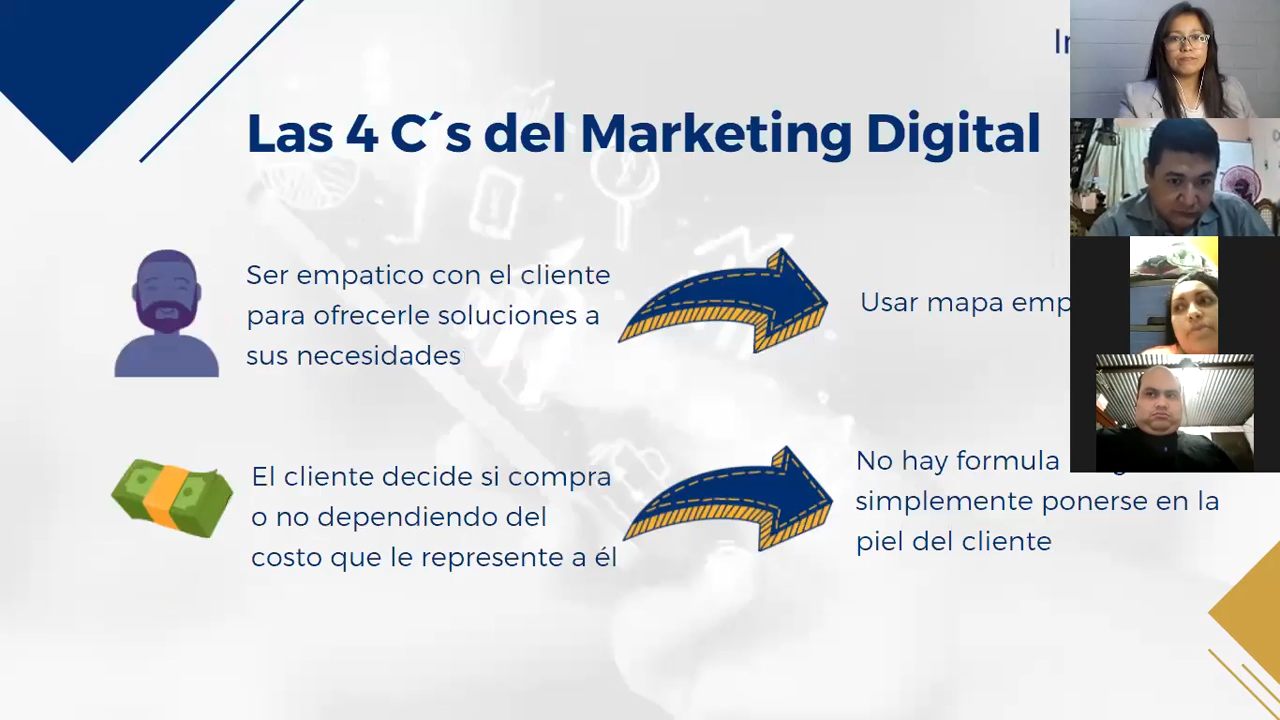 Las 4 C´s del Marketing Digital
Ser empatico con el cliente
para ofrecerle soluciones a
sus necesidades
Usar mapa
El cliente decide si compra
o no dependiendo del
costo que le represente a él
No hay formula
simplemente ponerse en la
piel del cliente